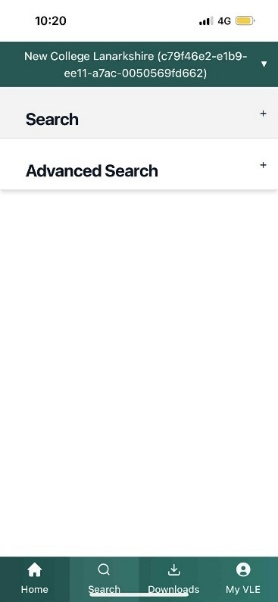 10:20
4G
New College Lanarkshire (c79f46e2-e1b9-
ee11-a7ac-0050569fd662)
Search
Advanced Search
Home
Search
Downloads
My VLE